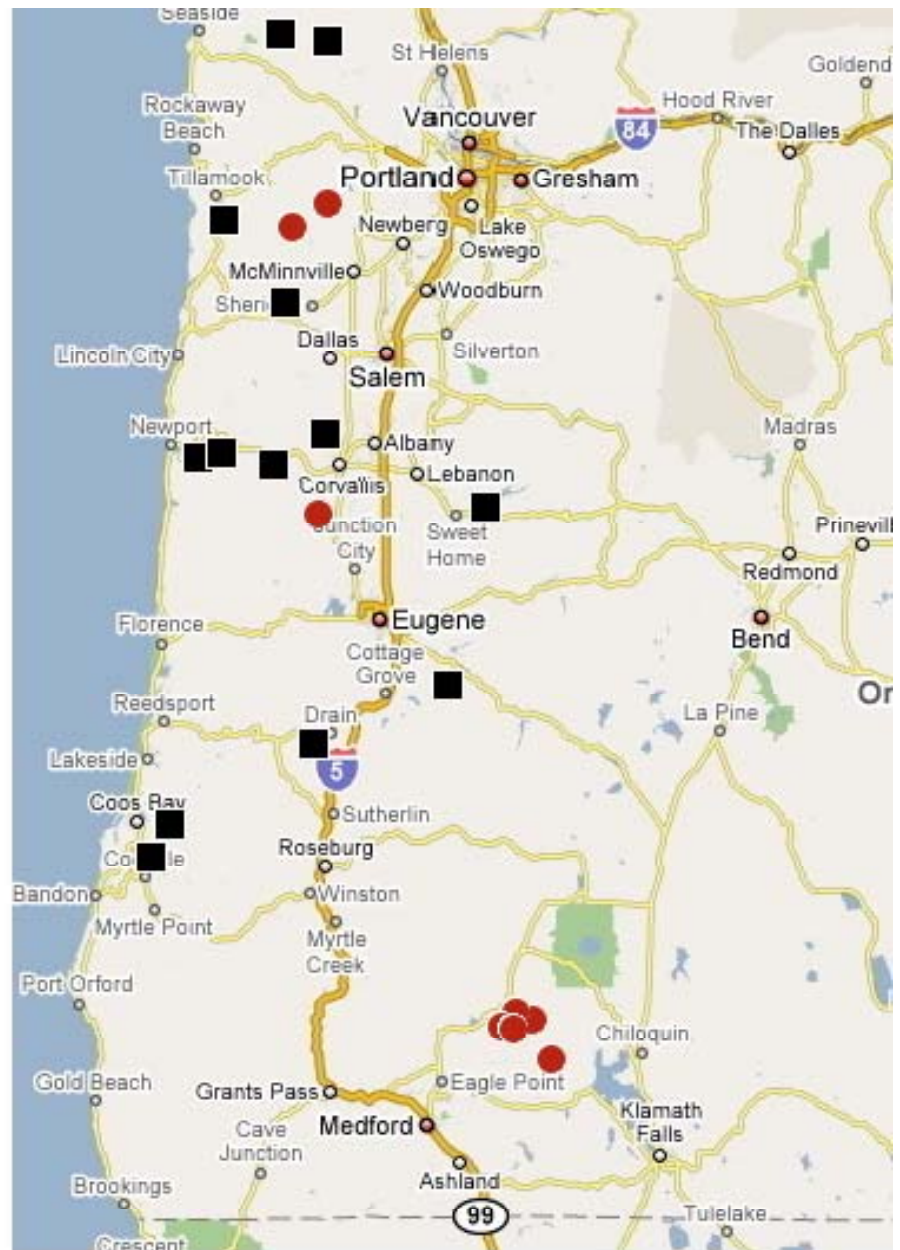 Seaside
St Helens
Goldend
Hood River
Rockaway
Beach
Vancouver
84
The Dalles
Tillamook
Portland
Gresham
Newberg
Lake
Oswego
McMinnville
Sheri
Woodburn
Dallas
Silverton
Lincoln City
Salem
Newport
Albany
Madras
Lebanon
Corvallis
Junction
City
Sweet
Home
Prinevill
Redmond
Florence
Eugene
Bend
Cottage
Grove
Or
Reedsport
Drain
La Pine
Lakeside
5
Coos Bay
Sutherlin
Roseburg
Co le
Bandon
Winston
Myrtle Point
Myrtle
Creek
Port Orford
Chiloquin
Gold Beach
Grants Pass
Eagle Point
Medford
Klamath
Falls
Cave
Junction
Ashland
Brookings
99
Tulelake
Crescent